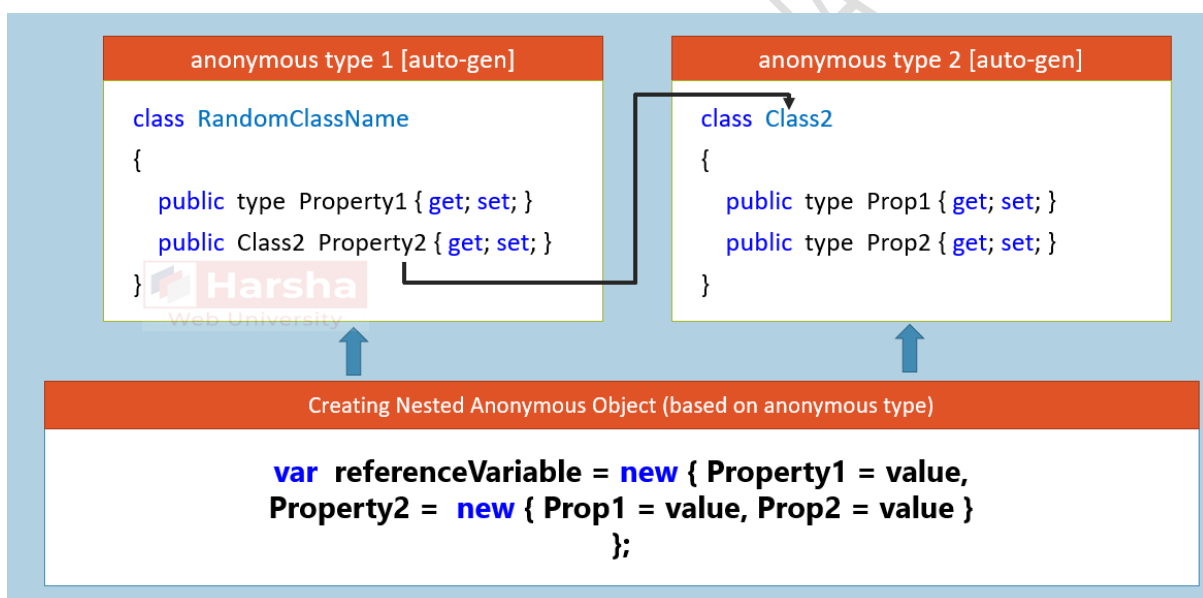 anonymous type 1 [auto-gen]
class RandomClassName
{
public type Property1 { get; set; }
public Class2 Property2 { get; set; }
}
Harsha
Web University
anonymous type 2 [auto-gen]
class Class2
{
public type Prop1 { get; set; }
public type Prop2 { get; set; }
}
Creating Nested Anonymous Object (based on anonymous type)
var referenceVariable = new { Property1 = value,
Property2 = new { Prop1 = value, Prop2 = value }
};